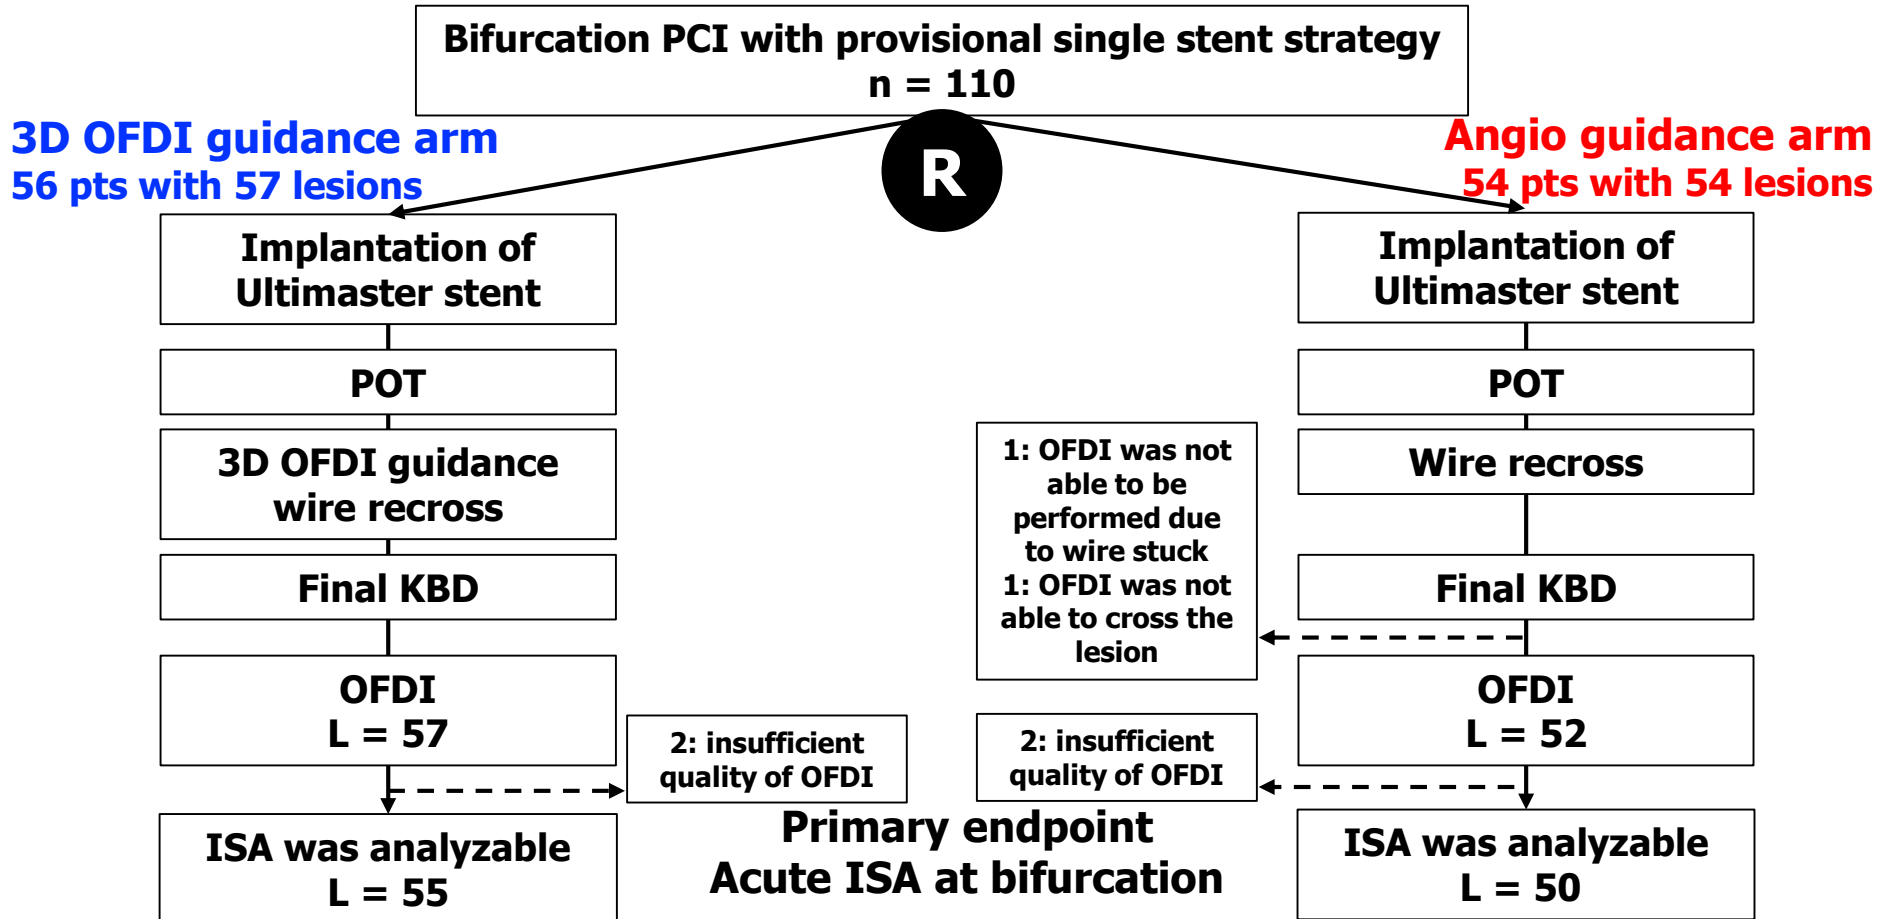 Bifurcation PCI with provisional single stent strategy
n = 110
3D OFDI guidance arm
56 pts with 57 lesions
R
Angio guidance arm
54 pts with 54 lesions
Implantation of
Ultimaster stent
POT
3D OFDI guidance
wire recross
Final KBD
OFDI
L = 57
2: insufficient
quality of OFDI
ISA was analyzable
L = 55
Implantation of
Ultimaster stent
POT
Wire recross
Final KBD
1: OFDI was not
able to be
performed due
to wire stuck
1: OFDI was not
able to cross the
lesion
OFDI
L = 52
2: insufficient
quality of OFDI
ISA was analyzable
L = 50
Primary endpoint
Acute ISA at bifurcation